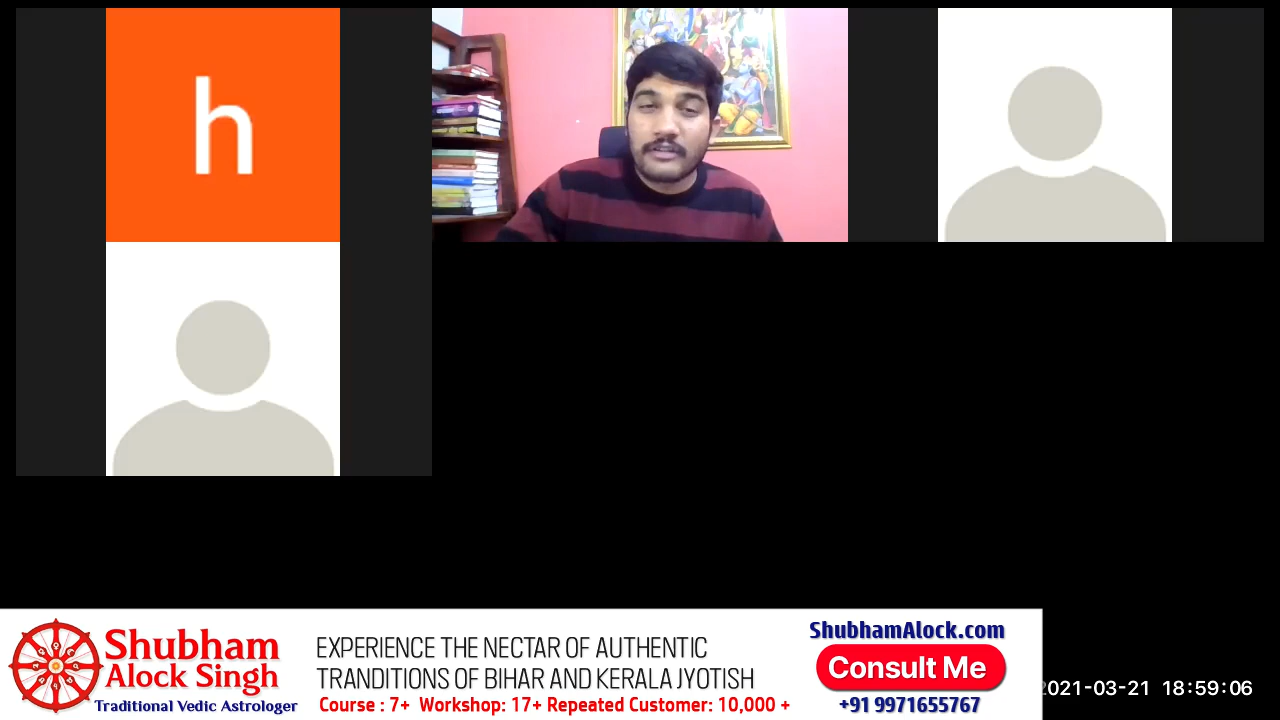 h
Shubham
Alock Singh
Traditional Vedic Astrologer
EXPERIENCE THE NECTAR OF AUTHENTIC
TRANDITIONS OF BIHAR AND KERALA JYOTISH
Course : 7+ Workshop: 17+ Repeated Customer: 10,000 +
ShubhamAlock.com
Consult Me
+91 9971655767
2021-03-21 18:59:06